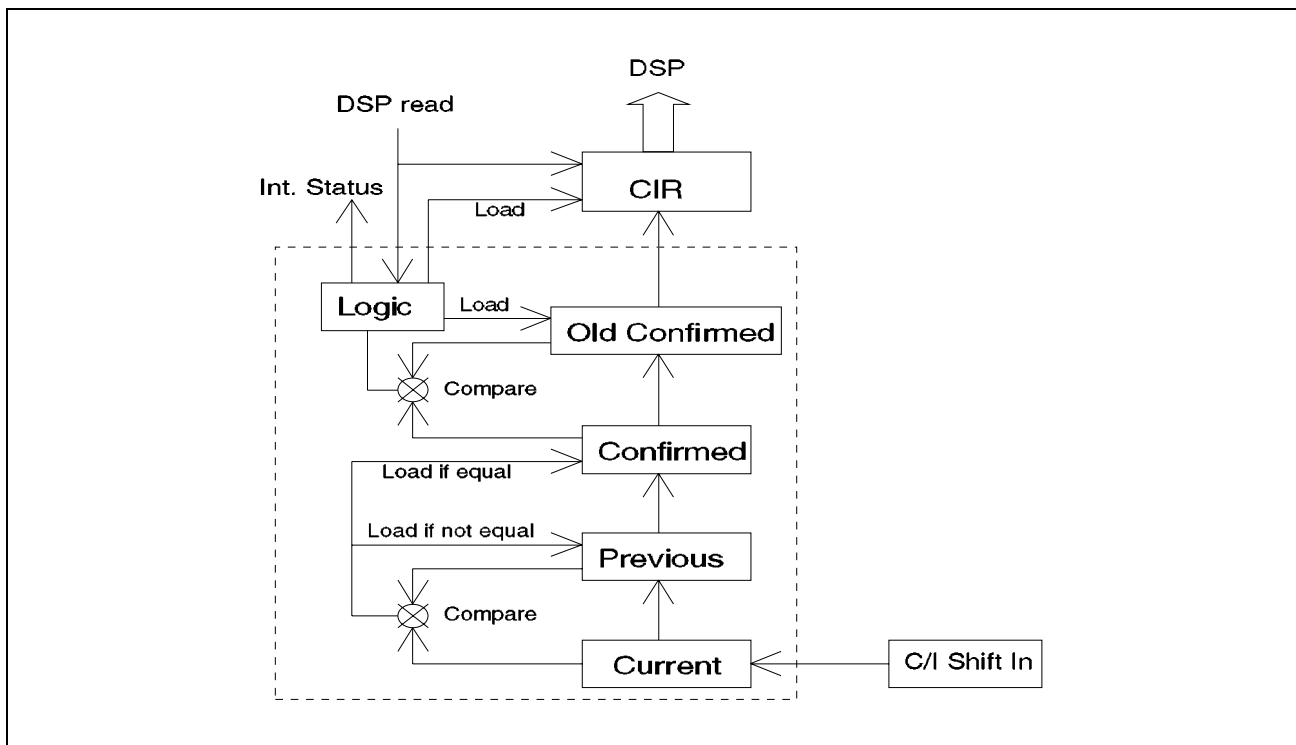 DSP
DSP read
Int. Status
CIR
Load
Logic
Load
Old Confirmed
Compare
Confirmed
Load if equal
Load if not equal
Previous
Compare
Current
C/I Shift In